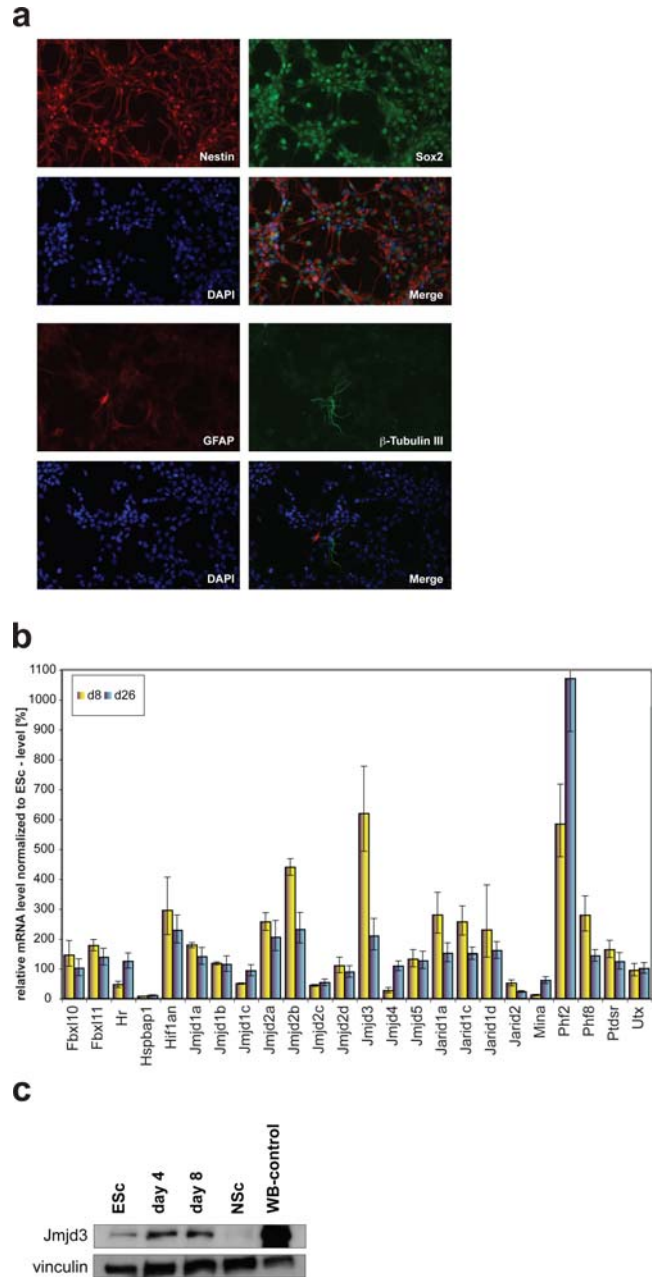 a
Nestin
Sox2
DAPI
Merge
GFAP
β-Tubulin III
DAPI
Merge
b
relative mRNA level normalized to ESc - level [%]
1100
1000
900
800
700
600
500
400
300
200
100
0
d8 d26
Fbxl10
Fbxl11
Hr
Hspbap1
Hif1an
Jmjd1a
Jmjd1b
Jmjd1c
Jmjd2a
Jmjd2b
Jmjd2c
Jmjd2d
Jmjd3
Jmjd4
Jmjd5
Jarid1a
Jarid1c
Jarid1d
Jarid2
Mina
Phf2
Phf8
Ptdsr
Utx
c
ESc
day 4
day 8
NSc
WB-control
Jmjd3
vinculin